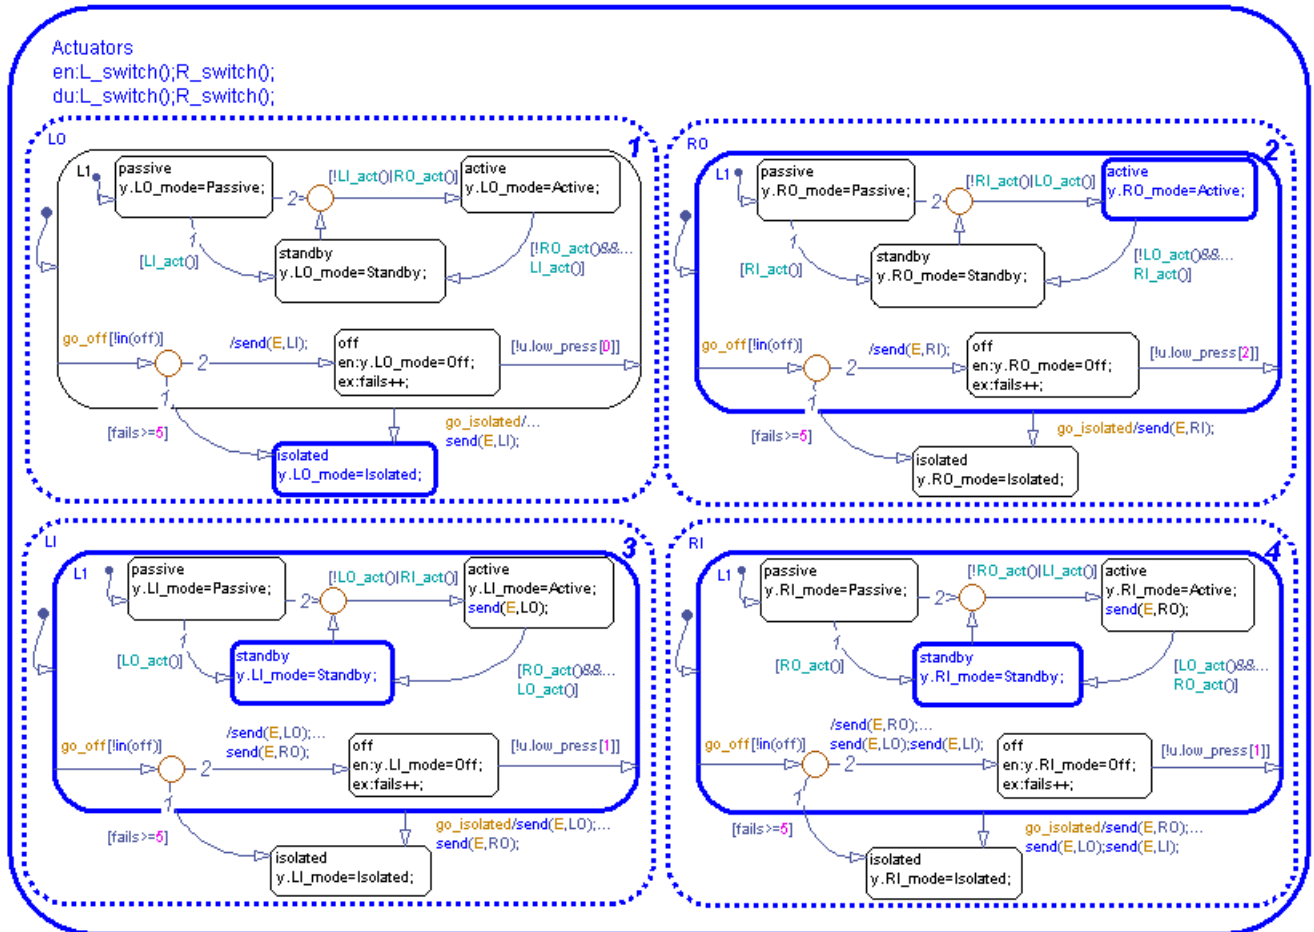 Actuators
en:L_switch();R_switch();
du:L_switch();R_switch();
LO
1
L1
passive
y.LO_mode=Passive;
2
[!LI_act()|RO_act()]
active
y.LO_mode=Active;
1
[LI_act()]
standby
y.LO_mode=Standby;
[!RO_act()&&...
LI_act()]
go_off[!in(off)]
2
/send(E,LI);
off
en:y.LO_mode=Off;
ex:fails++;
[!u.low_press[0]]
1
[fails>=5]
go_isolated/...
send(E,LI);
isolated
y.LO_mode=Isolated;
RO
2
L1
passive
y.RO_mode=Passive;
2
[!RI_act()|LO_act()]
active
y.RO_mode=Active;
1
[RI_act()]
standby
y.RO_mode=Standby;
[!LO_act()&&...
RI_act()]
go_off[!in(off)]
2
/send(E,RI);
off
en:y.RO_mode=Off;
ex:fails++;
[!u.low_press[2]]
1
[fails>=5]
go_isolated/send(E,RI);
isolated
y.RO_mode=Isolated;
LI
3
L1
passive
y.LI_mode=Passive;
2
[!LO_act()|RI_act()]
active
y.LI_mode=Active;
send(E,LO);
1
[LO_act()]
standby
y.LI_mode=Standby;
[RO_act()&&...
LO_act()]
go_off[!in(off)]
2
/send(E,LO);...
send(E,RO);
off
en:y.LI_mode=Off;
ex:fails++;
[!u.low_press[1]]
1
[fails>=5]
go_isolated/send(E,LO);...
send(E,RO);
isolated
y.LI_mode=Isolated;
RI
4
L1
passive
y.RI_mode=Passive;
2
[!RO_act()|LI_act()]
active
y.RI_mode=Active;
send(E,RO);
1
[RO_act()]
standby
y.RI_mode=Standby;
[LO_act()&&...
RO_act()]
go_off[!in(off)]
2
/send(E,RO);...
send(E,LO);send(E,LI);
off
en:y.RI_mode=Off;
ex:fails++;
[!u.low_press[1]]
1
[fails>=5]
go_isolated/send(E,RO);...
send(E,LO);send(E,LI);
isolated
y.RI_mode=Isolated;